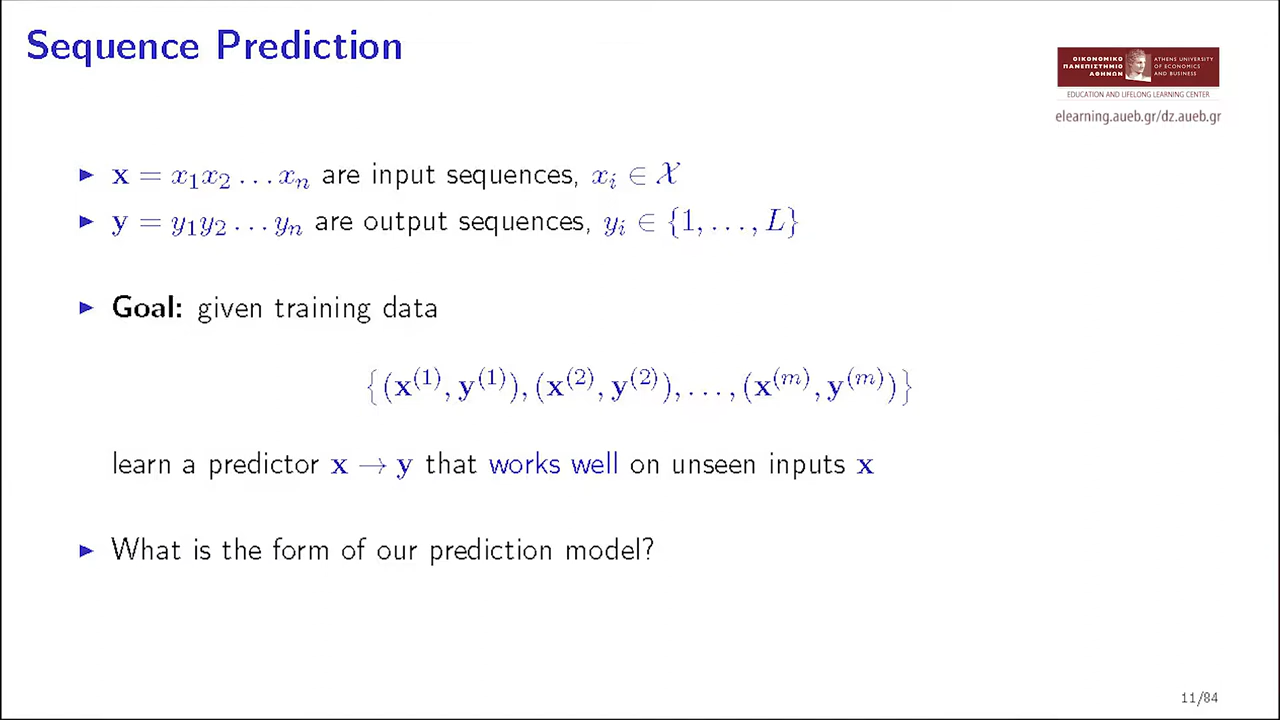 Sequence Prediction
ΟΙΚΟΝΟΜΙΚΟ
ΠΑΝΕΠΙΣΤΗΜΙΟ
ΑΘΗΝΩΝ
ATHENS UNIVERSITY
OF ECONOMICS
AND BUSINESS
EDUCATION AND LIFELONG LEARNING CENTER
elearning.aueb.gr/dz.aueb.gr
▶ x = x₁x₂ … xₙ are input sequences, xᵢ ∈ 𝒳
▶ y = y₁y₂ … yₙ are output sequences, yᵢ ∈ {1, …, L}
▶ Goal: given training data
{(x⁽¹⁾, y⁽¹⁾), (x⁽²⁾, y⁽²⁾), …, (x⁽ᵐ⁾, y⁽ᵐ⁾)}
learn a predictor x → y that works well on unseen inputs x
▶ What is the form of our prediction model?
11/84